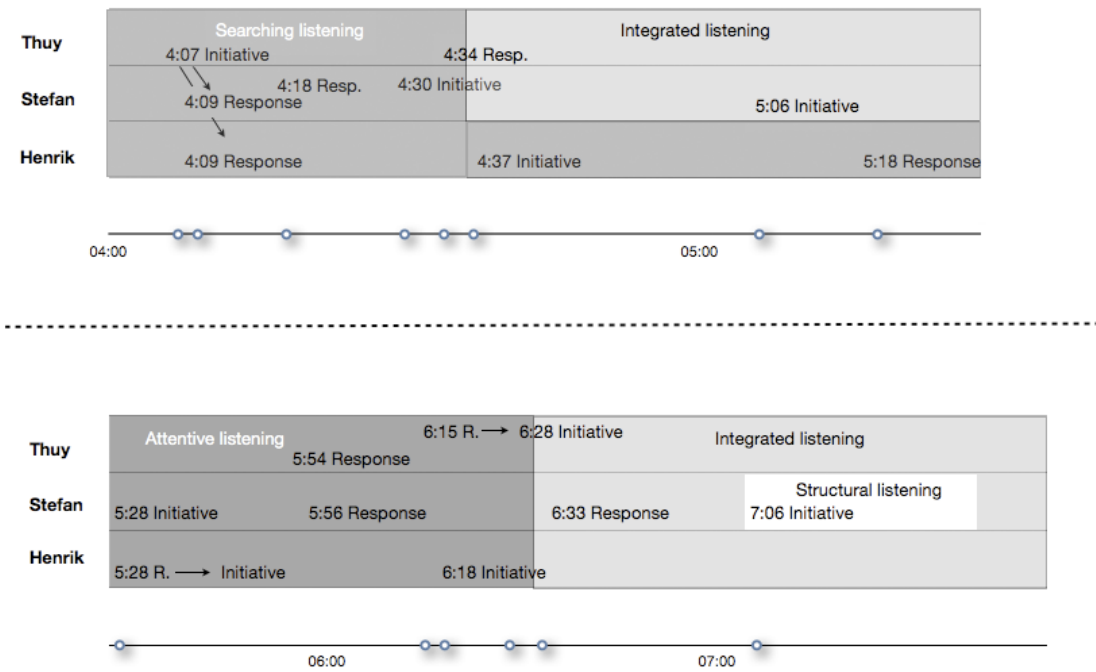 Searching listening
Integrated listening
Thuy
4:07 Initiative
4:34 Resp.
4:18 Resp.
4:30 Initiative
Stefan
4:09 Response
5:06 Initiative
Henrik
4:09 Response
4:37 Initiative
5:18 Response
04:00
05:00
Attentive listening
6:15 R.
6:28 Initiative
Integrated listening
Thuy
5:54 Response
Structural listening
Stefan
5:28 Initiative
5:56 Response
6:33 Response
7:06 Initiative
Henrik
5:28 R.
Initiative
6:18 Initiative
06:00
07:00